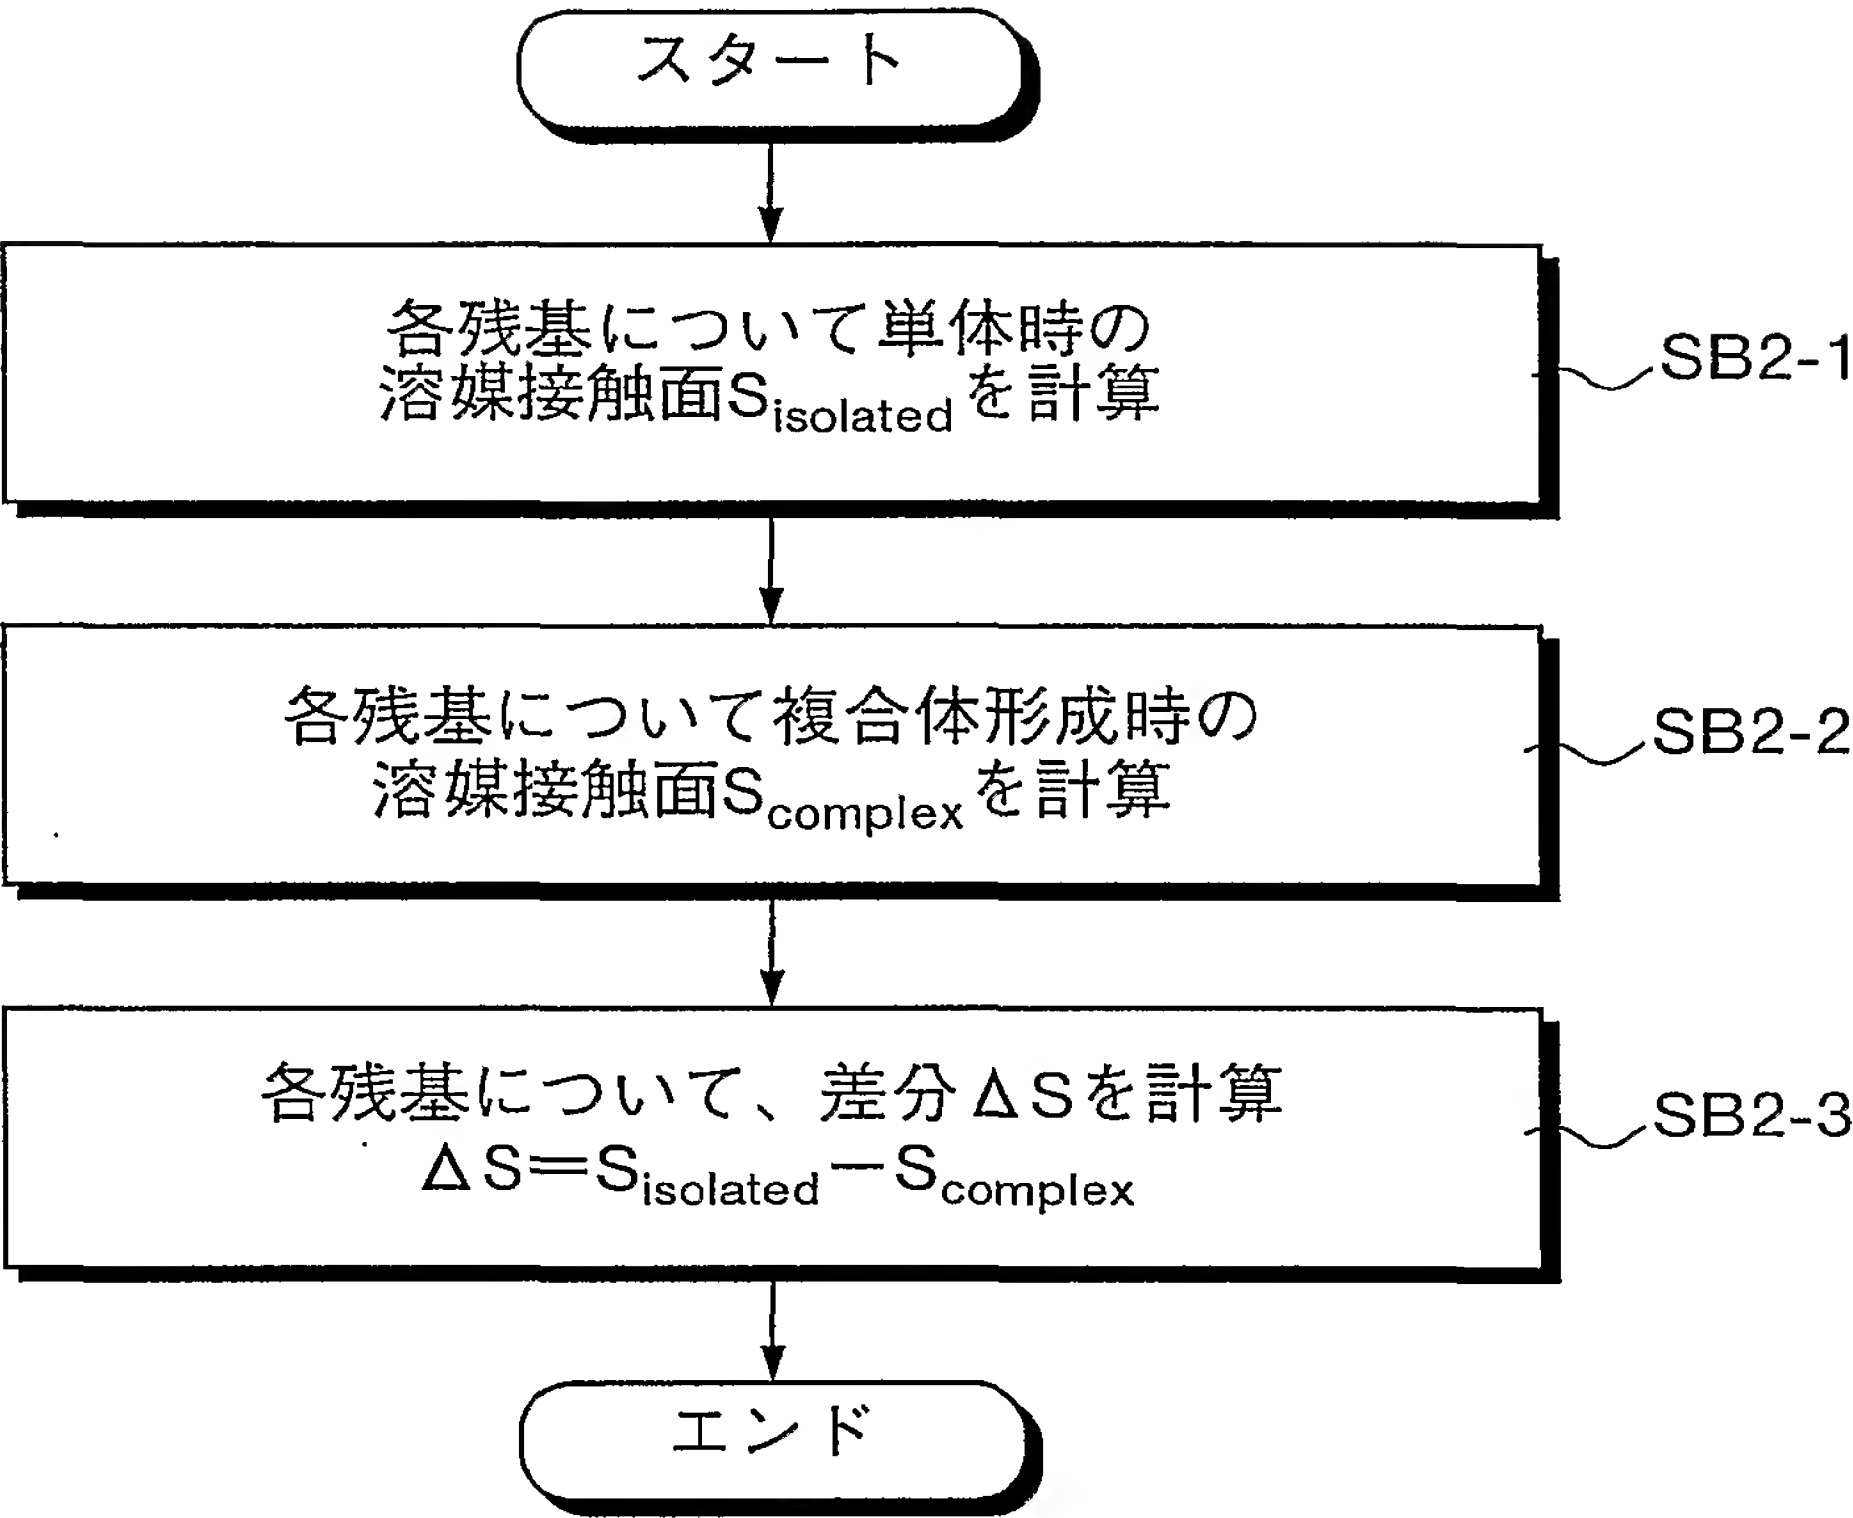 スタート
各残基について単体時の
溶媒接触面Sisolatedを計算
SB2-1
各残基について複合体形成時の
溶媒接触面Scomplexを計算
SB2-2
各残基について、差分ΔSを計算
ΔS=Sisolated−Scomplex
SB2-3
エンド